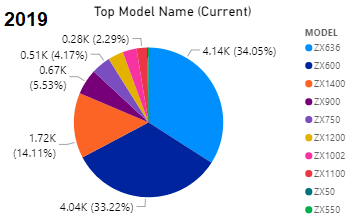 2019
Top Model Name (Current)
0.28K (2.29%)
0.51K (4.17%)
0.67K
(5.53%)
1.72K
(14.11%)
4.04K (33.22%)
4.14K (34.05%)
MODEL
ZX636
ZX600
ZX1400
ZX900
ZX750
ZX1200
ZX1002
ZX1100
ZX50
ZX550